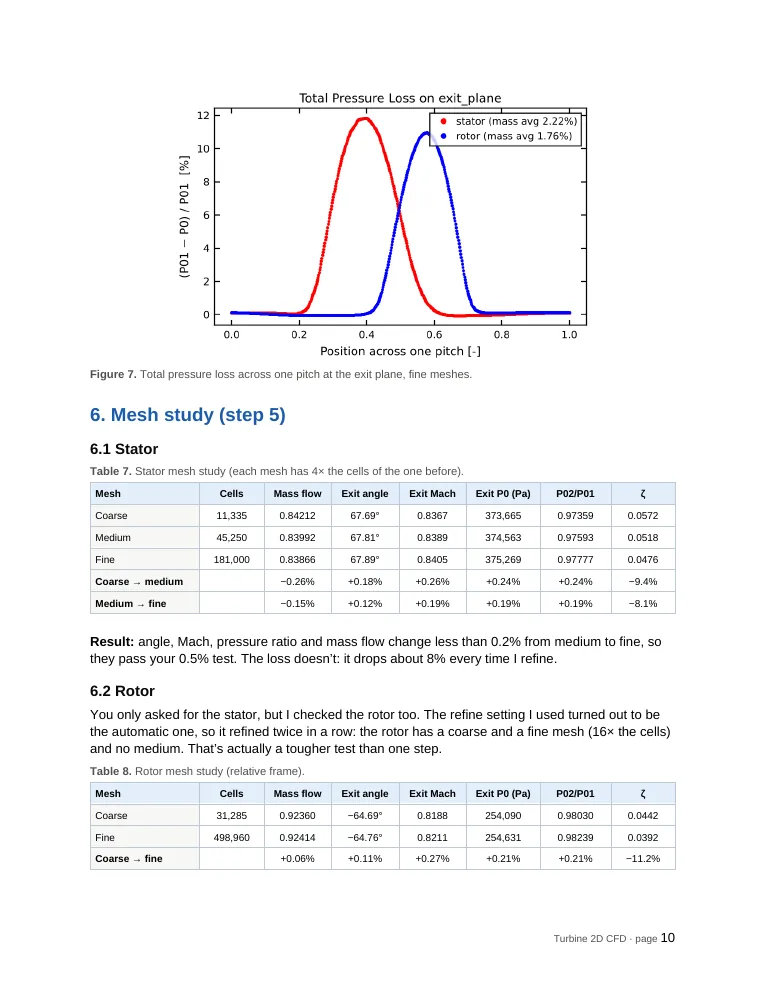 Total Pressure Loss on exit_plane
(P01 − P0) / P01 [%]
12
10
8
6
4
2
0
stator (mass avg 2.22%)
rotor (mass avg 1.76%)
0.0 0.2 0.4 0.6 0.8 1.0
Position across one pitch [-]
Figure 7. Total pressure loss across one pitch at the exit plane, fine meshes.
6. Mesh study (step 5)
6.1 Stator
Table 7. Stator mesh study (each mesh has 4× the cells of the one before).
Mesh Cells Mass flow Exit angle Exit Mach Exit P0 (Pa) P02/P01 ζ
Coarse 11,335 0.84212 67.69° 0.8367 373,665 0.97359 0.0572
Medium 45,250 0.83992 67.81° 0.8389 374,563 0.97593 0.0518
Fine 181,000 0.83866 67.89° 0.8405 375,269 0.97777 0.0476
Coarse → medium −0.26% +0.18% +0.26% +0.24% +0.24% −9.4%
Medium → fine −0.15% +0.12% +0.19% +0.19% +0.19% −8.1%
Result: angle, Mach, pressure ratio and mass flow change less than 0.2% from medium to fine, so
they pass your 0.5% test. The loss doesn’t: it drops about 8% every time I refine.
6.2 Rotor
You only asked for the stator, but I checked the rotor too. The refine setting I used turned out to be
the automatic one, so it refined twice in a row: the rotor has a coarse and a fine mesh (16× the cells)
and no medium. That’s actually a tougher test than one step.
Table 8. Rotor mesh study (relative frame).
Mesh Cells Mass flow Exit angle Exit Mach Exit P0 (Pa) P02/P01 ζ
Coarse 31,285 0.92360 −64.69° 0.8188 254,090 0.98030 0.0442
Fine 498,960 0.92414 −64.76° 0.8211 254,631 0.98239 0.0392
Coarse → fine +0.06% +0.11% +0.27% +0.21% +0.21% −11.2%
Turbine 2D CFD · page 10